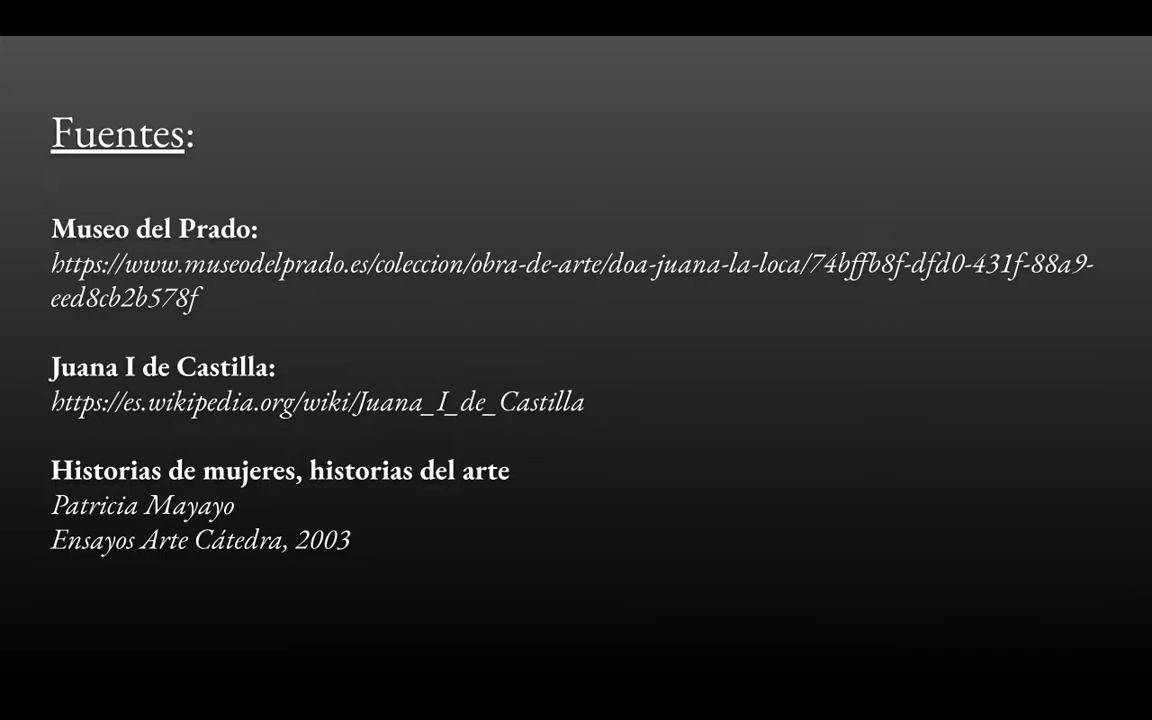 Fuentes:
Museo del Prado:
https://www.museodelprado.es/coleccion/obra-de-arte/doa-juana-la-loca/74bffb8f-dfd0-431f-88a9-
eed8cb2b578f
Juana I de Castilla:
https://es.wikipedia.org/wiki/Juana_I_de_Castilla
Historias de mujeres, historias del arte
Patricia Mayayo
Ensayos Arte Cátedra, 2003